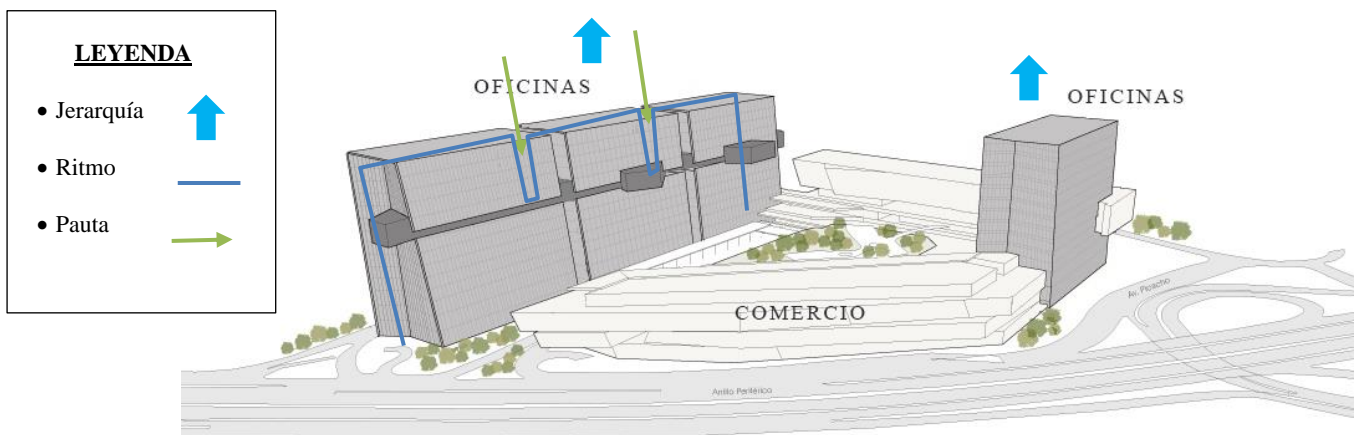 LEYENDA
• Jerarquía
• Ritmo
• Pauta
OFICINAS
OFICINAS
COMERCIO
Av. Picacho
Anillo Periférico